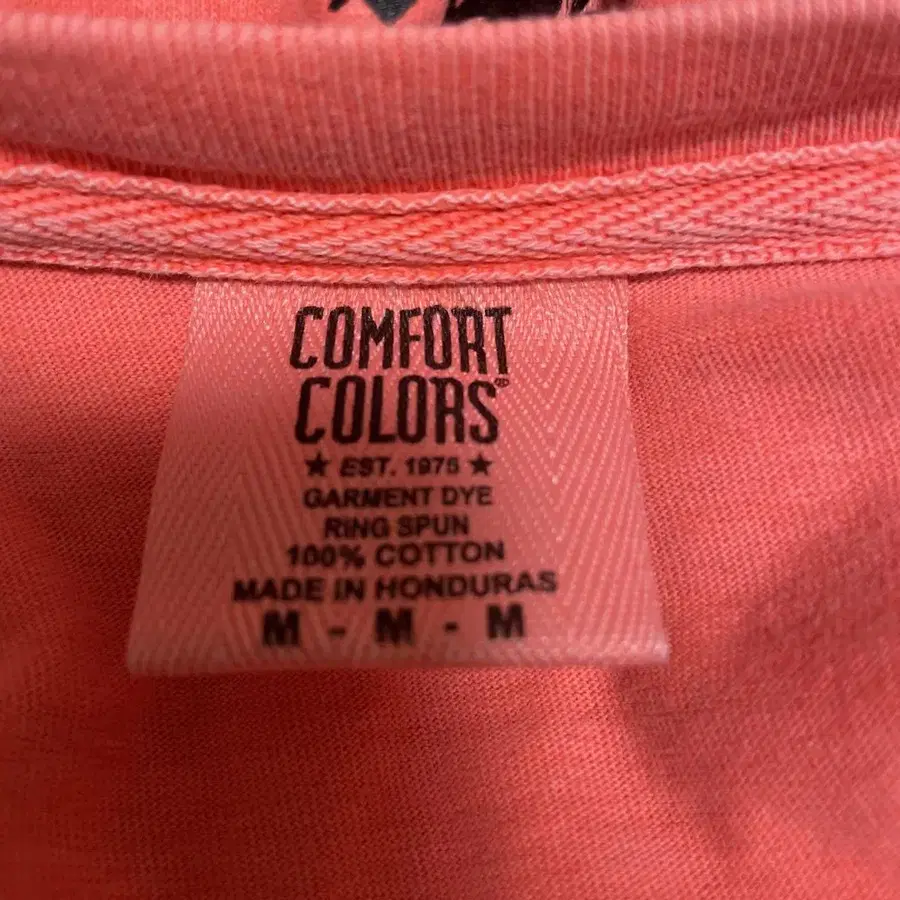 COMFORT
COLORS®
★ EST. 1975 ★
GARMENT DYE
RING SPUN
100% COTTON
MADE IN HONDURAS
M - M - M